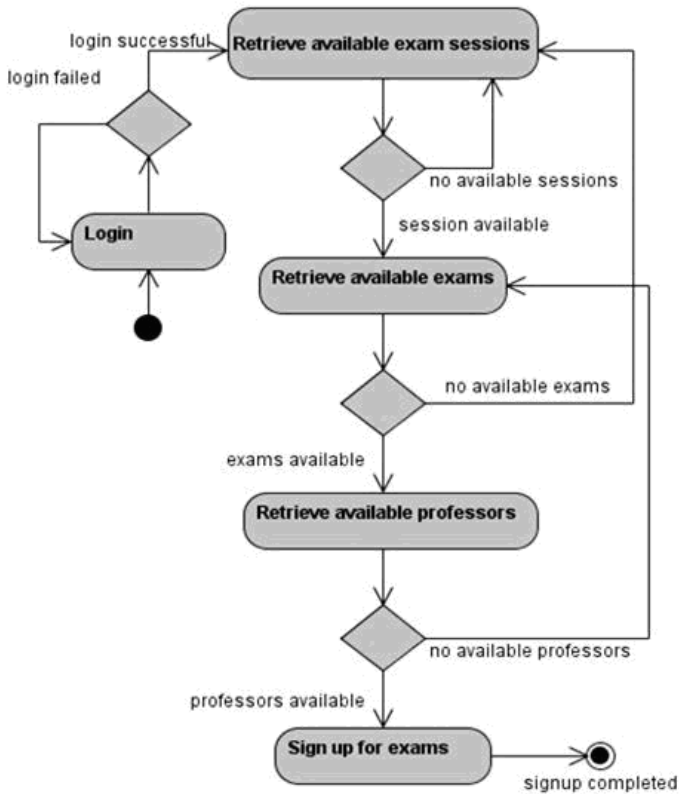 login successful
Retrieve available exam sessions
login failed
no available sessions
session available
Login
Retrieve available exams
no available exams
exams available
Retrieve available professors
no available professors
professors available
Sign up for exams
signup completed